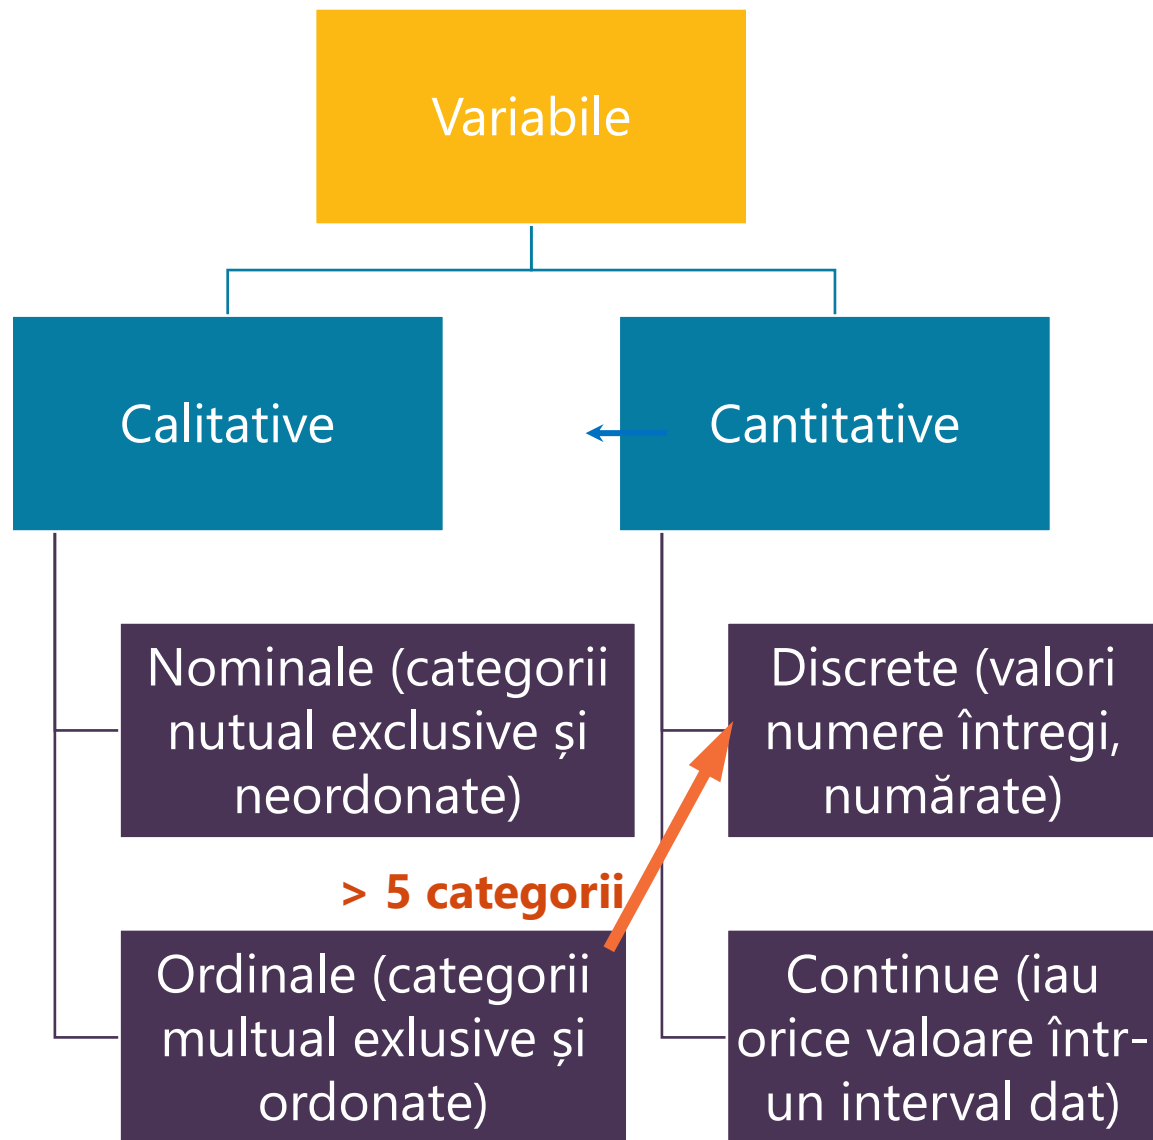 Variabile
Calitative
Cantitative
Nominale (categorii
nutual exclusive și
neordonate)
Discrete (valori
numere întregi,
numărate)
> 5 categorii
Ordinale (categorii
multual exlusive și
ordonate)
Continue (iau
orice valoare într-
un interval dat)